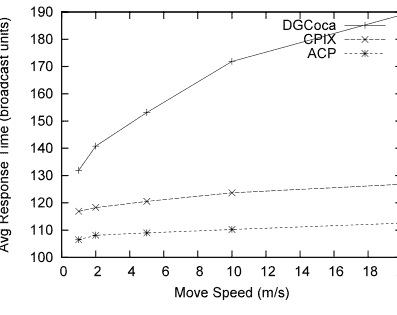 190
180
170
160
150
140
130
120
110
100
0 2 4 6 8 10 12 14 16 18
Avg Response Time (broadcast units)
Move Speed (m/s)
DGCoca
CPIX
ACP